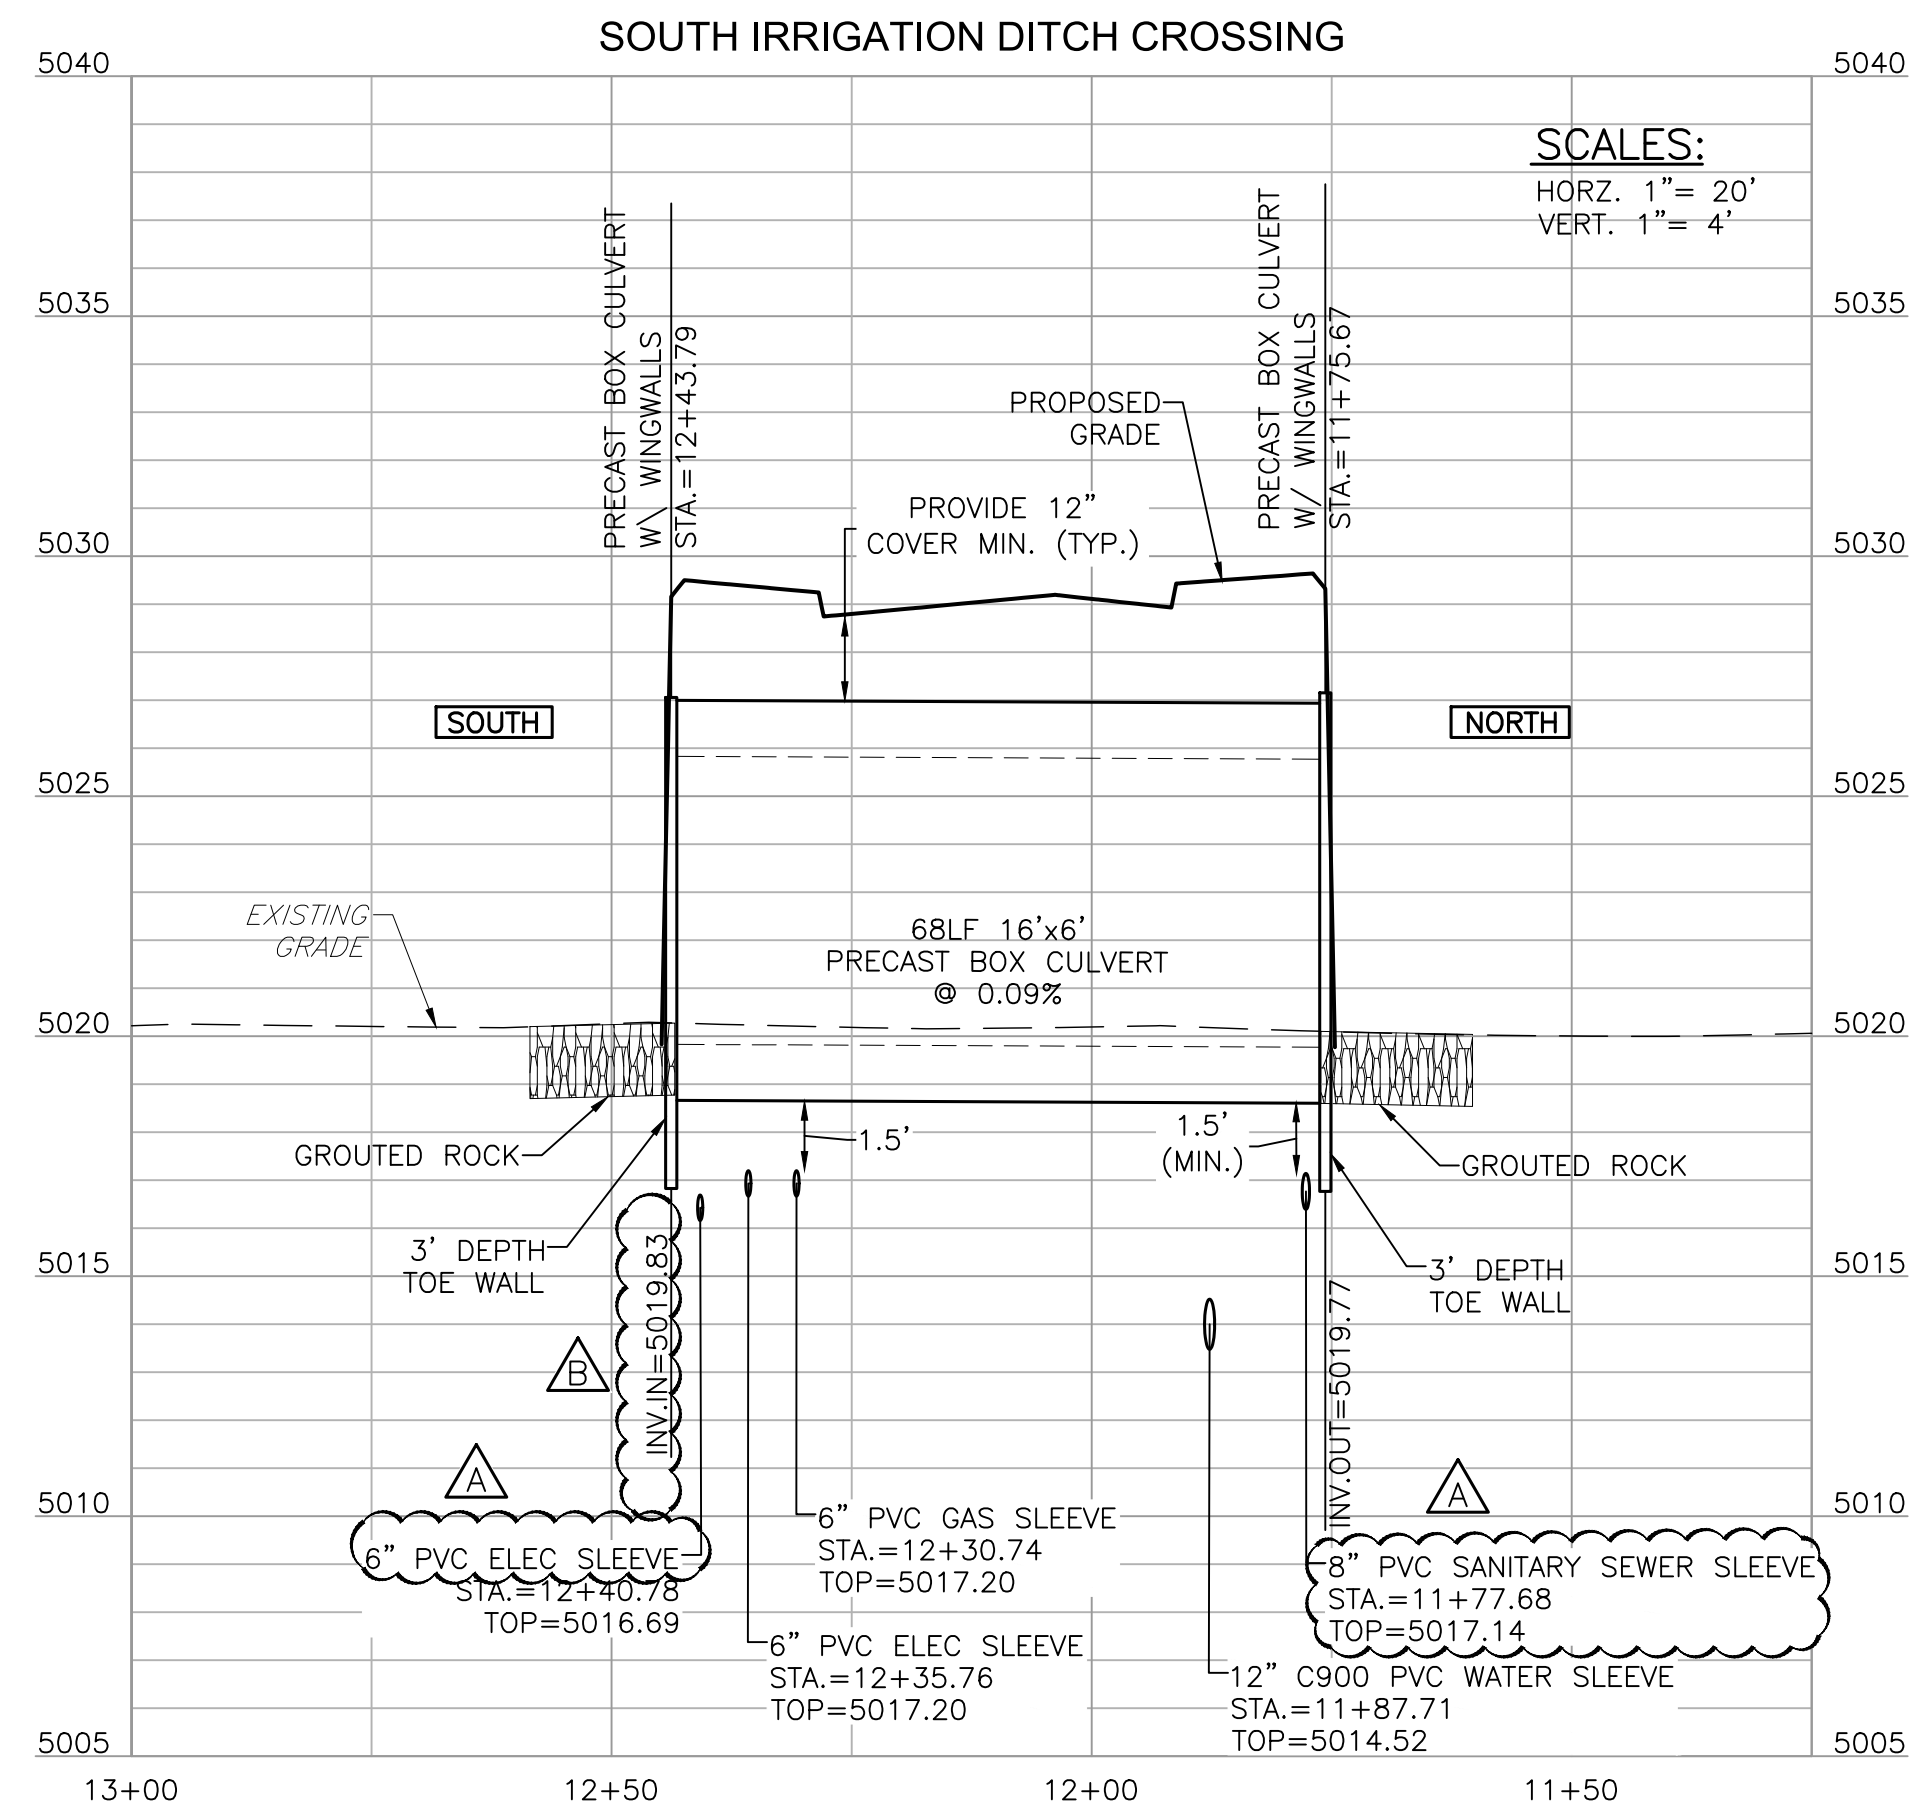 SOUTH IRRIGATION DITCH CROSSING
5040
5040
SCALES:
HORZ. 1"= 20'
VERT. 1"= 4'
PRECAST BOX CULVERT
W/ WINGWALLS
STA.=12+43.79
PRECAST BOX CULVERT
W/ WINGWALLS
STA.=11+75.67
5035
5035
PROPOSED
GRADE
PROVIDE 12"
COVER MIN. (TYP.)
5030
5030
SOUTH
NORTH
5025
5025
EXISTING
GRADE
68LF 16'x6'
PRECAST BOX CULVERT
@ 0.09%
5020
5020
GROUTED ROCK
1.5'
1.5'
(MIN.)
GROUTED ROCK
3' DEPTH
TOE WALL
3' DEPTH
TOE WALL
5015
5015
INV.IN=5019.83
INV.OUT=5019.77
B
A
A
5010
5010
6" PVC ELEC SLEEVE
STA.=12+40.78
TOP=5016.69
6" PVC GAS SLEEVE
STA.=12+30.74
TOP=5017.20
8" PVC SANITARY SEWER SLEEVE
STA.=11+77.68
TOP=5017.14
6" PVC ELEC SLEEVE
STA.=12+35.76
TOP=5017.20
12" C900 PVC WATER SLEEVE
STA.=11+87.71
TOP=5014.52
5005
5005
13+00
12+50
12+00
11+50